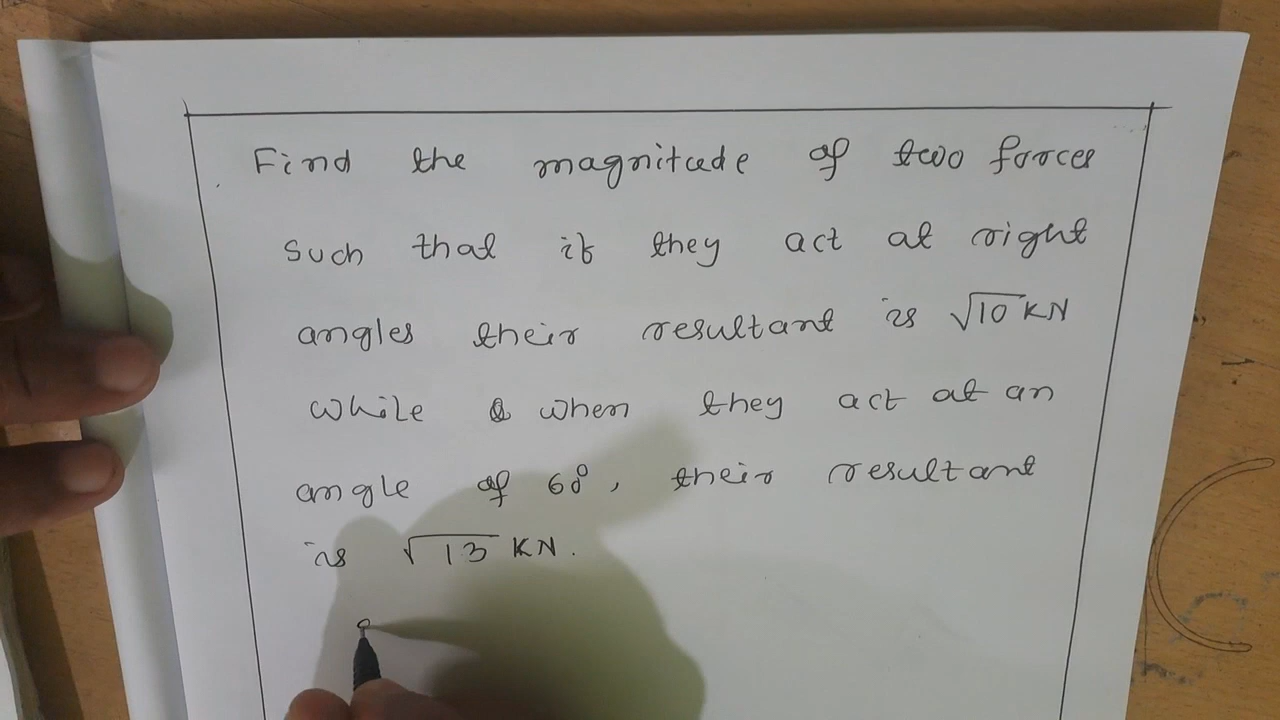 Find the magnitude of two forces
such that if they act at right
angles their resultant is √10 KN
while when they act at an
angle of 60°, their resultant
is √13 KN.